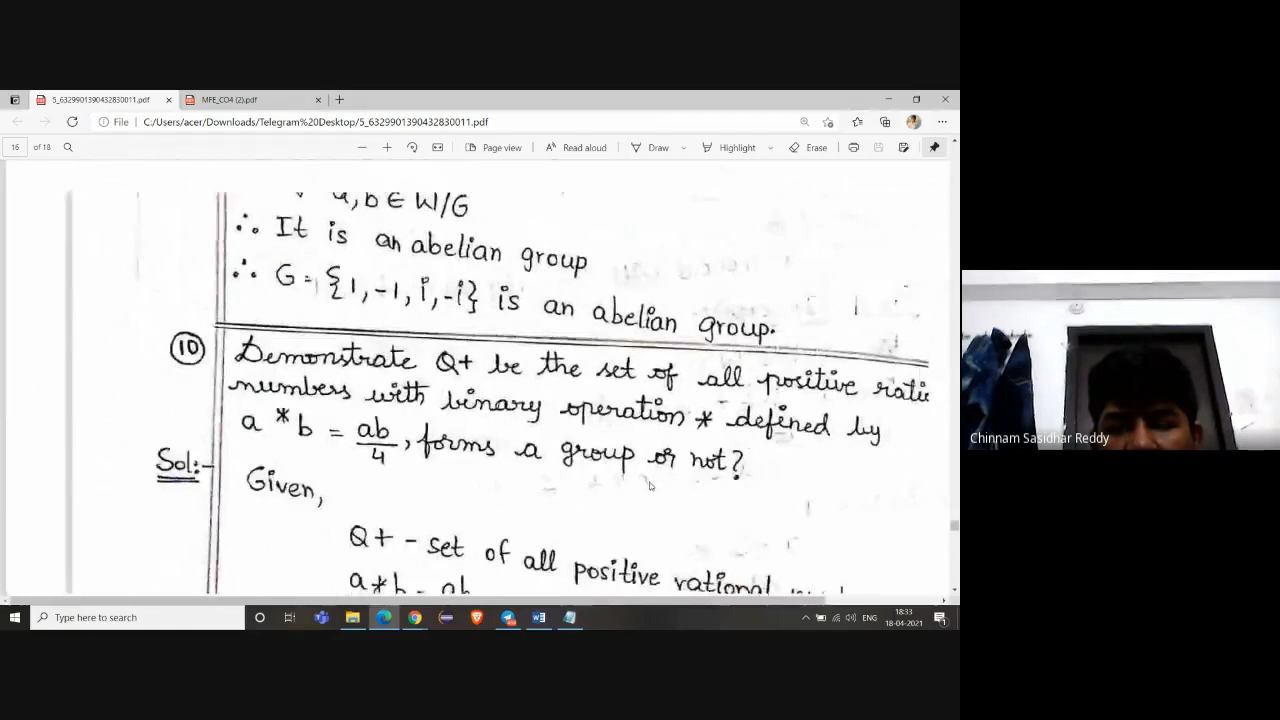 5_6329901390432830011.pdf
MFE_CO4 (2).pdf
File
C:/Users/acer/Downloads/Telegram%20Desktop/5_6329901390432830011.pdf
16 of 18
Page view
Read aloud
Draw
Highlight
Erase
a, b ∈ W/G
∴ It is an abelian group
∴ G = {1, -1, i, -i} is an abelian group.
10 Demonstrate Q+ be the set of all positive ratio
numbers with binary operation * defined by
a * b = ab/4, forms a group or not?
Sol:-
Given,
Q+ - set of all positive rational
a * b = ab
Chinnam Sasidhar Reddy
Type here to search
ENG
18:33
18-04-2021